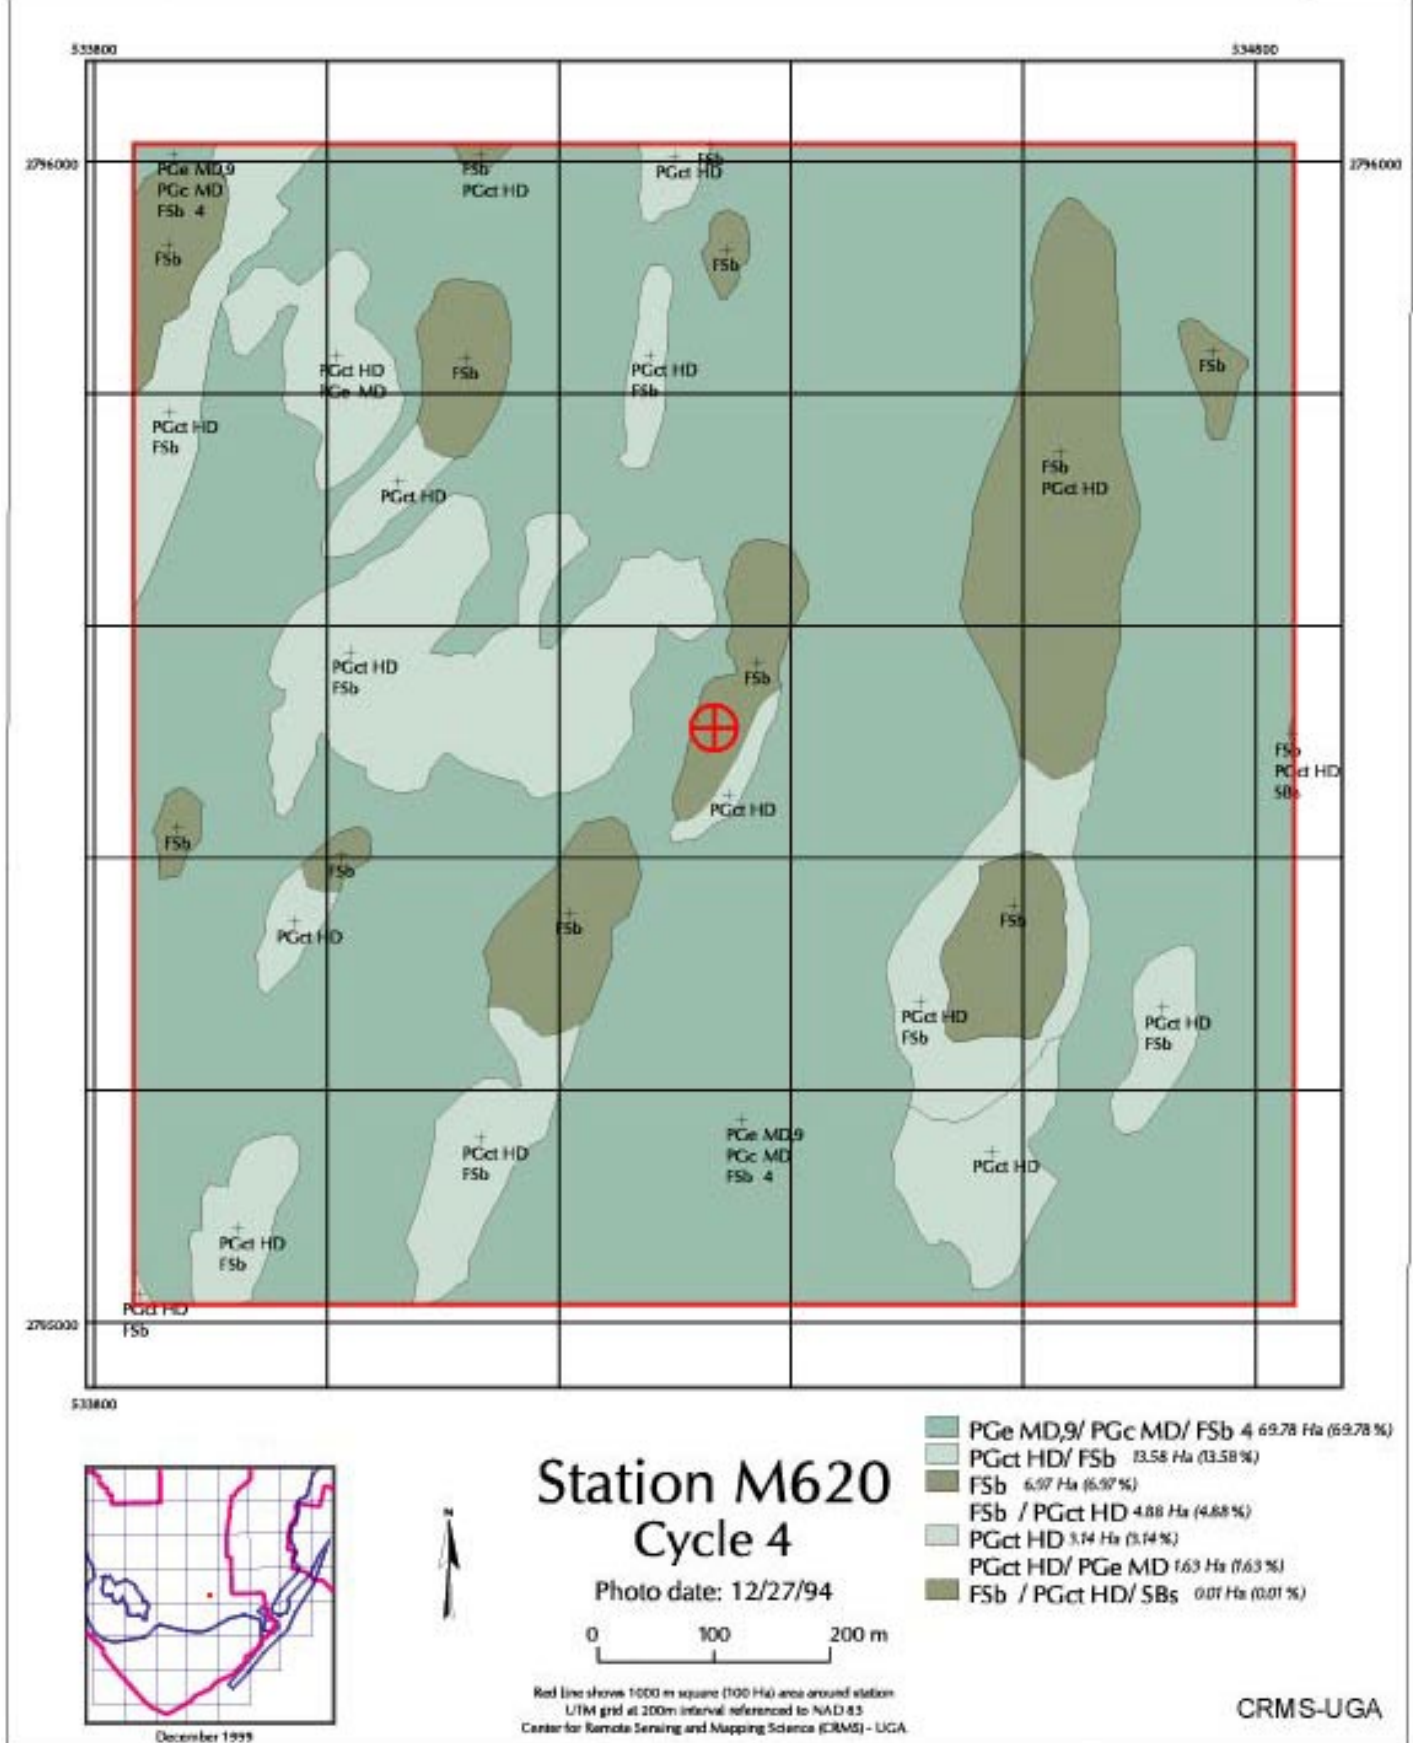 533800 534800
2796000 2796000
PGe MD,9
PGc MD
FSb 4
FSb
PGct HD
PGct HD
FSb
FSb
FSb
PGct HD
PGe MD
FSb
PGct HD
FSb
FSb
PGct HD
FSb
PGct HD
FSb
PGct HD
PGct HD
FSb
FSb
FSb
PGct HD
SBs
PGct HD
FSb
FSb
PGct HD
FSb
FSb
PGct HD
FSb
PGct HD
FSb
PGct HD
FSb
PGe MD,9
PGc MD
FSb 4
PGct HD
PGct HD
FSb
PGct HD
FSb
2795000
533800
PGe MD,9/ PGc MD/ FSb 4 69.78 Ha (69.78 %)
PGct HD/ FSb 13.58 Ha (13.58 %)
FSb 6.97 Ha (6.97 %)
FSb / PGct HD 4.88 Ha (4.88 %)
PGct HD 3.14 Ha (3.14 %)
PGct HD/ PGe MD 1.63 Ha (1.63 %)
FSb / PGct HD/ SBs 0.01 Ha (0.01 %)
Station M620
Cycle 4
Photo date: 12/27/94
N
0 100 200 m
Red Line shows 1000 m square (100 Ha) area around station
UTM grid at 200m interval referenced to NAD 83
Center for Remote Sensing and Mapping Science (CRMS) - UGA
December 1999
CRMS-UGA